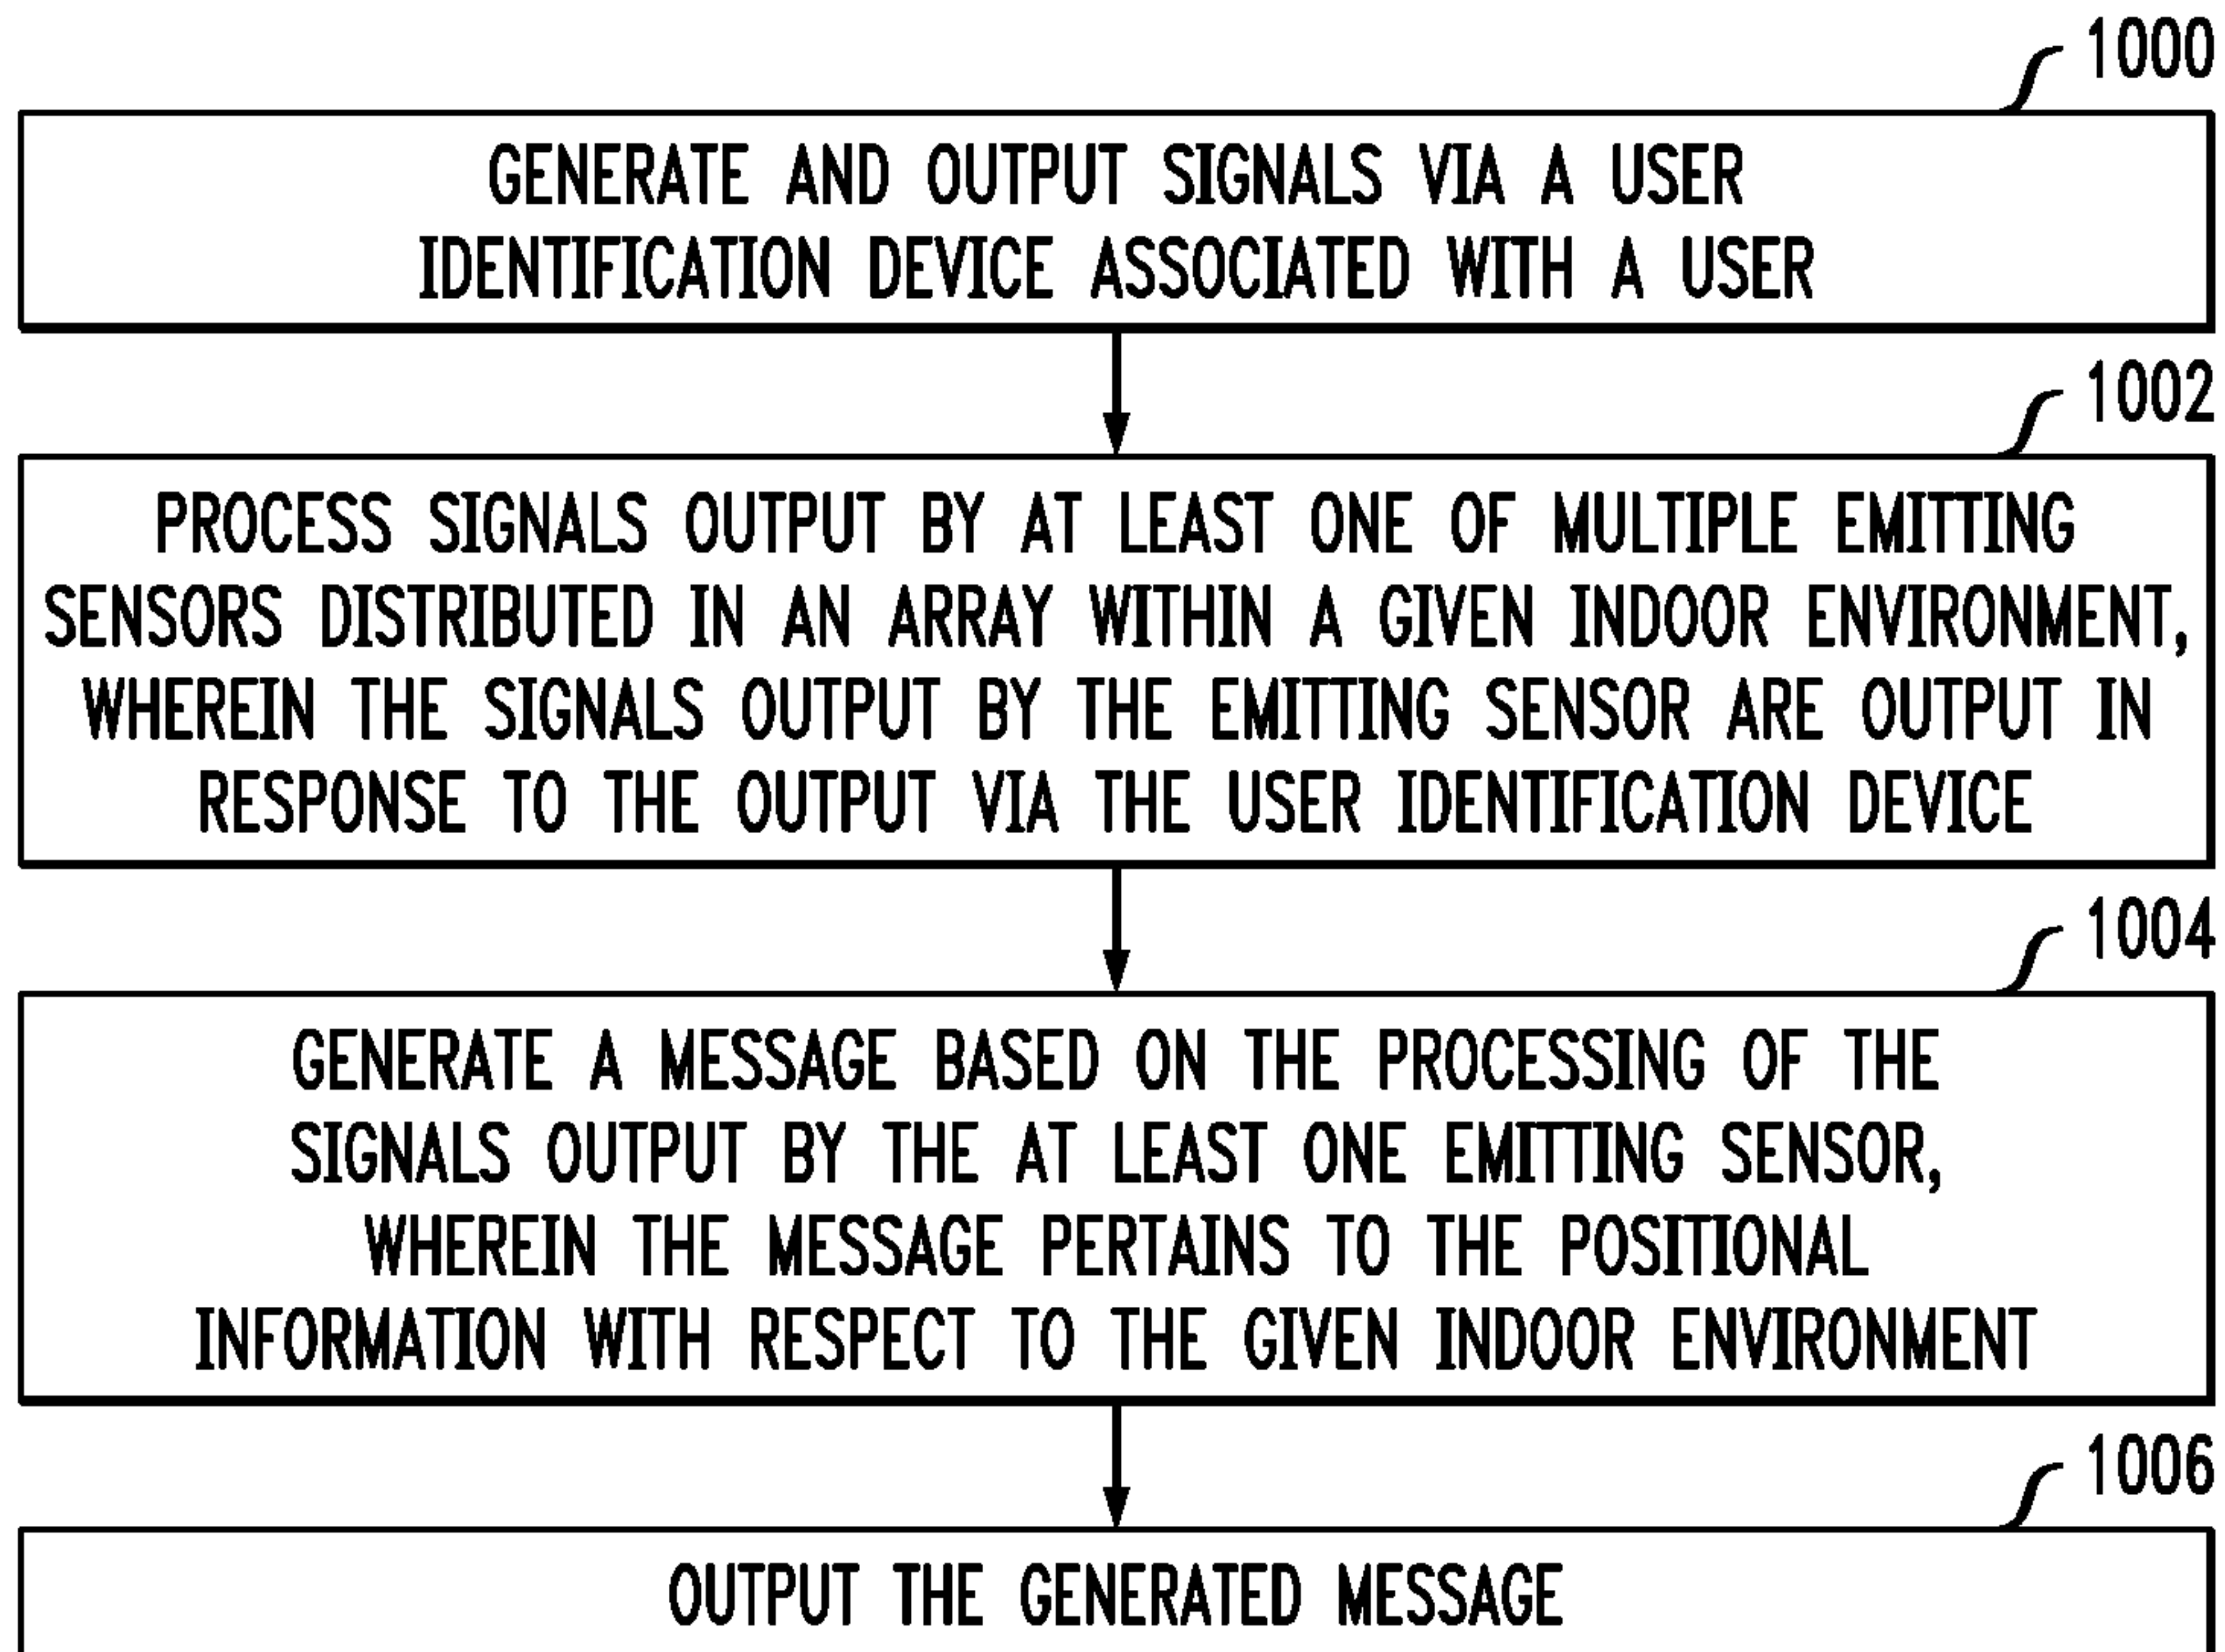 1000
GENERATE AND OUTPUT SIGNALS VIA A USER
IDENTIFICATION DEVICE ASSOCIATED WITH A USER
1002
PROCESS SIGNALS OUTPUT BY AT LEAST ONE OF MULTIPLE EMITTING
SENSORS DISTRIBUTED IN AN ARRAY WITHIN A GIVEN INDOOR ENVIRONMENT,
WHEREIN THE SIGNALS OUTPUT BY THE EMITTING SENSOR ARE OUTPUT IN
RESPONSE TO THE OUTPUT VIA THE USER IDENTIFICATION DEVICE
1004
GENERATE A MESSAGE BASED ON THE PROCESSING OF THE
SIGNALS OUTPUT BY THE AT LEAST ONE EMITTING SENSOR,
WHEREIN THE MESSAGE PERTAINS TO THE POSITIONAL
INFORMATION WITH RESPECT TO THE GIVEN INDOOR ENVIRONMENT
1006
OUTPUT THE GENERATED MESSAGE